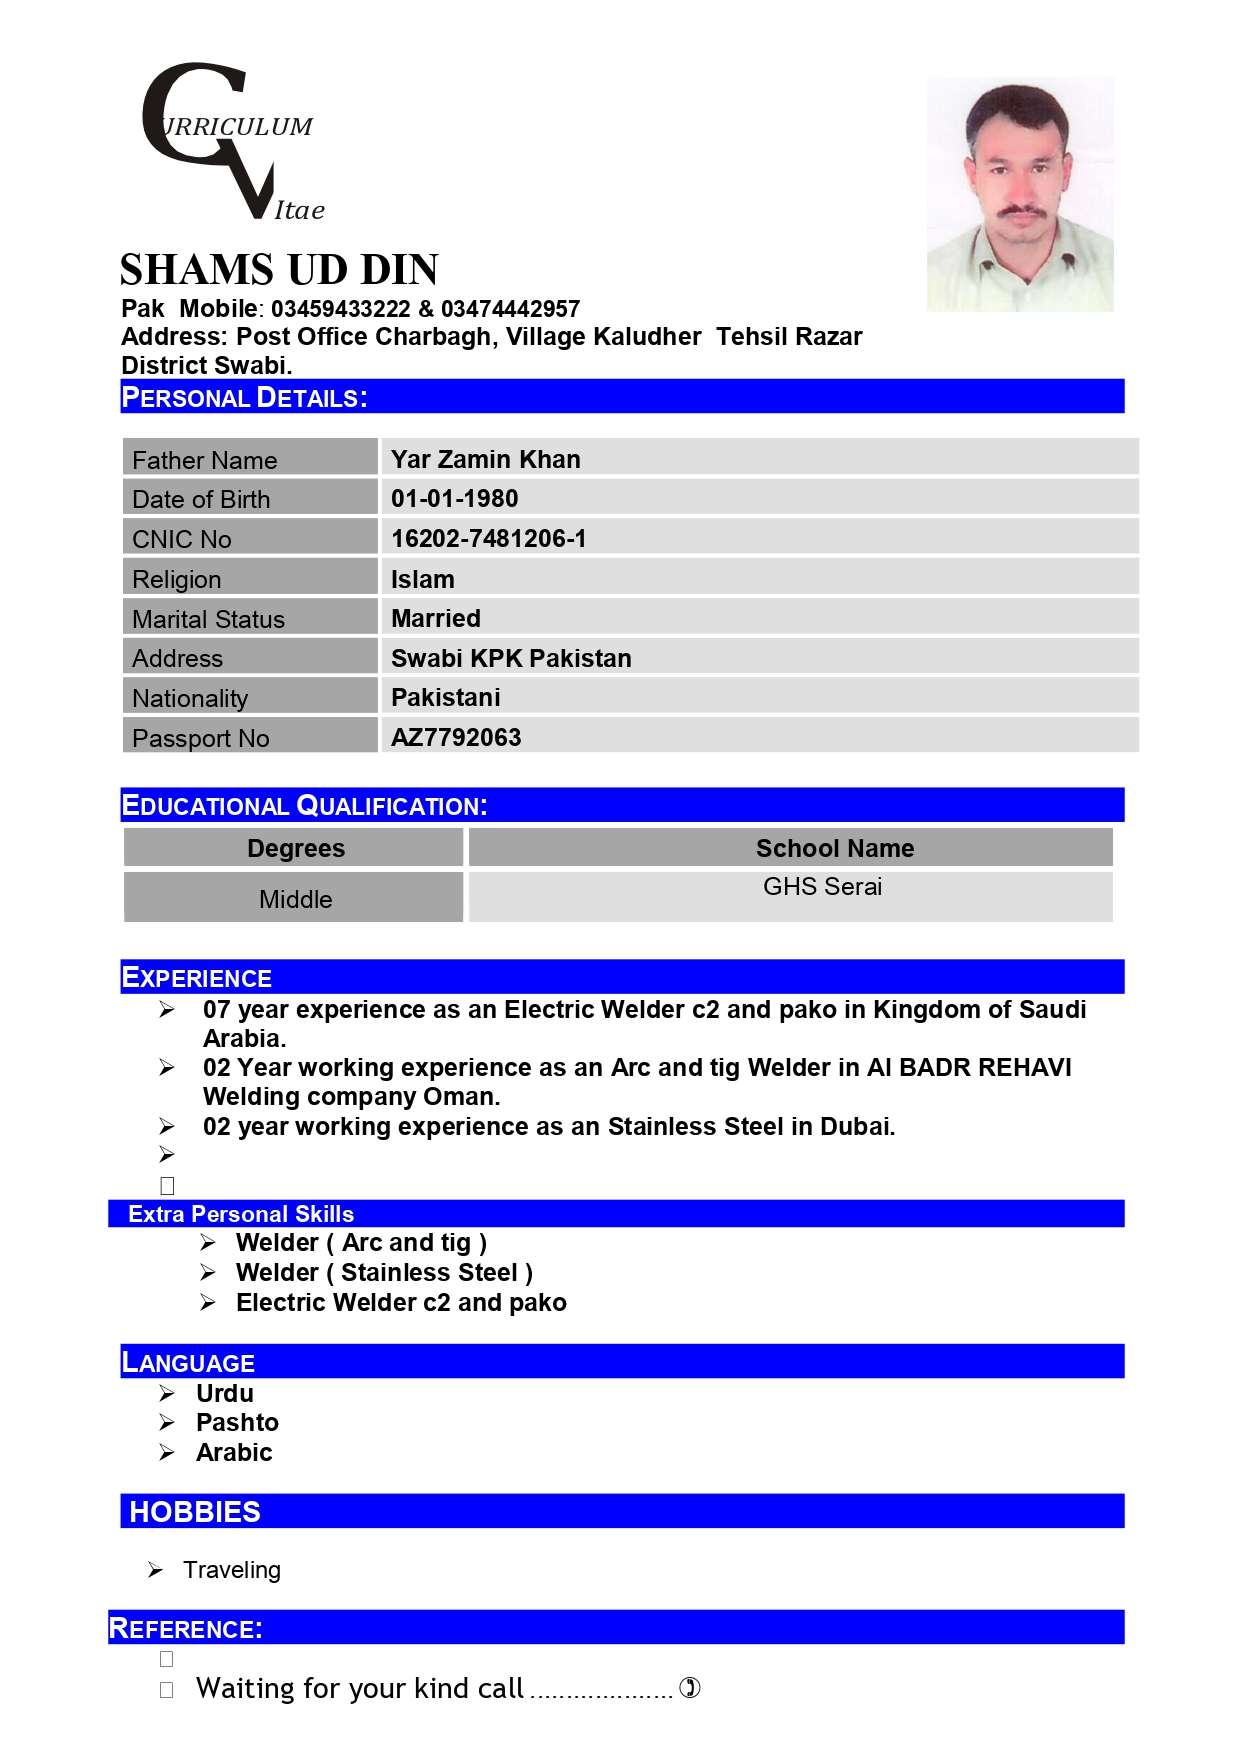 CURRICULUM
VItae
SHAMS UD DIN
Pak  Mobile: 03459433222 & 03474442957
Address: Post Office Charbagh, Village Kaludher  Tehsil Razar
District Swabi.
PERSONAL DETAILS:
Father Name Yar Zamin Khan
Date of Birth 01-01-1980
CNIC No 16202-7481206-1
Religion Islam
Marital Status Married
Address Swabi KPK Pakistan
Nationality Pakistani
Passport No AZ7792063
EDUCATIONAL QUALIFICATION:
Degrees School Name
Middle GHS Serai
EXPERIENCE
➢ 07 year experience as an Electric Welder c2 and pako in Kingdom of Saudi
Arabia.
➢ 02 Year working experience as an Arc and tig Welder in Al BADR REHAVI
Welding company Oman.
➢ 02 year working experience as an Stainless Steel in Dubai.
➢
Extra Personal Skills
➢ Welder ( Arc and tig )
➢ Welder ( Stainless Steel )
➢ Electric Welder c2 and pako
LANGUAGE
➢ Urdu
➢ Pashto
➢ Arabic
HOBBIES
➢ Traveling
REFERENCE:
Waiting for your kind call ....................✆